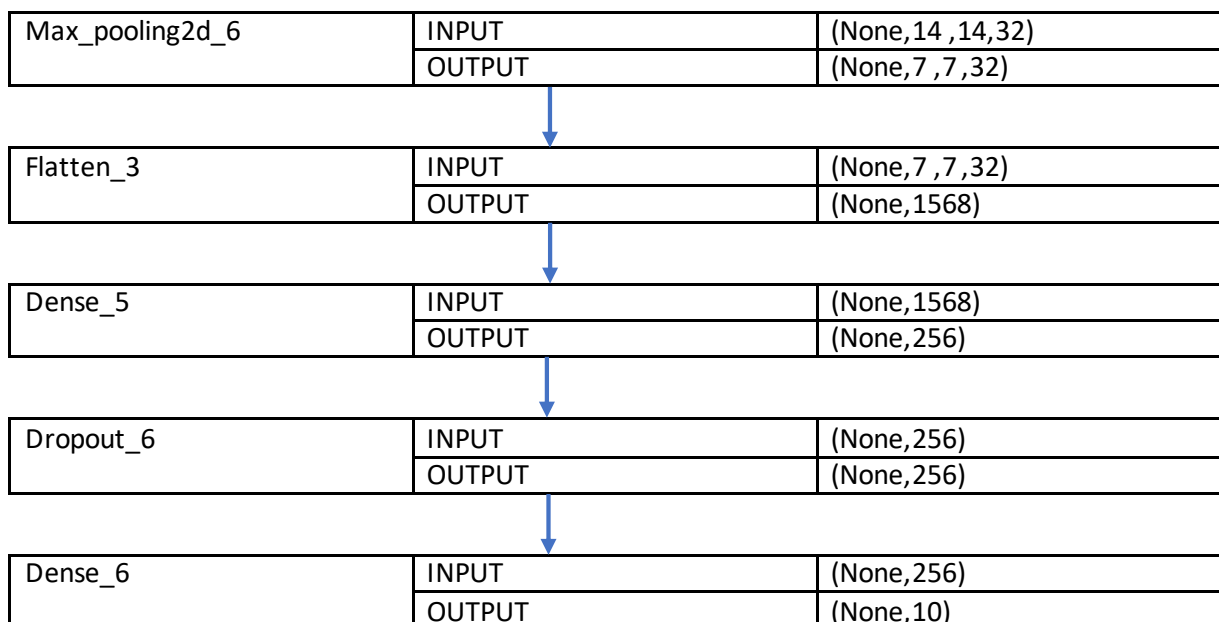 Max_pooling2d_6 INPUT (None,14 ,14,32)
OUTPUT (None,7 ,7,32)
Flatten_3 INPUT (None,7 ,7,32)
OUTPUT (None,1568)
Dense_5 INPUT (None,1568)
OUTPUT (None,256)
Dropout_6 INPUT (None,256)
OUTPUT (None,256)
Dense_6 INPUT (None,256)
OUTPUT (None,10)